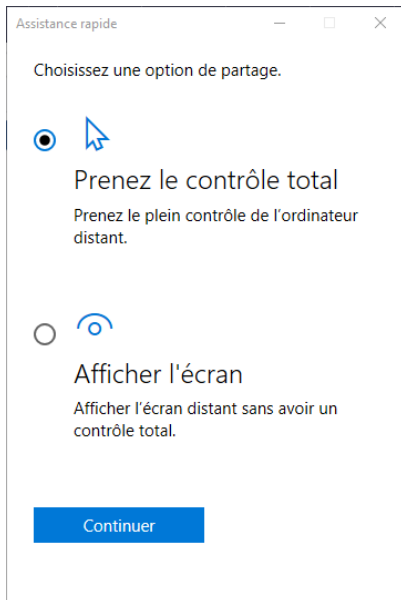 Assistance rapide
Choisissez une option de partage.
Prenez le contrôle total
Prenez le plein contrôle de l'ordinateur
distant.
Afficher l'écran
Afficher l'écran distant sans avoir un
contrôle total.
Continuer